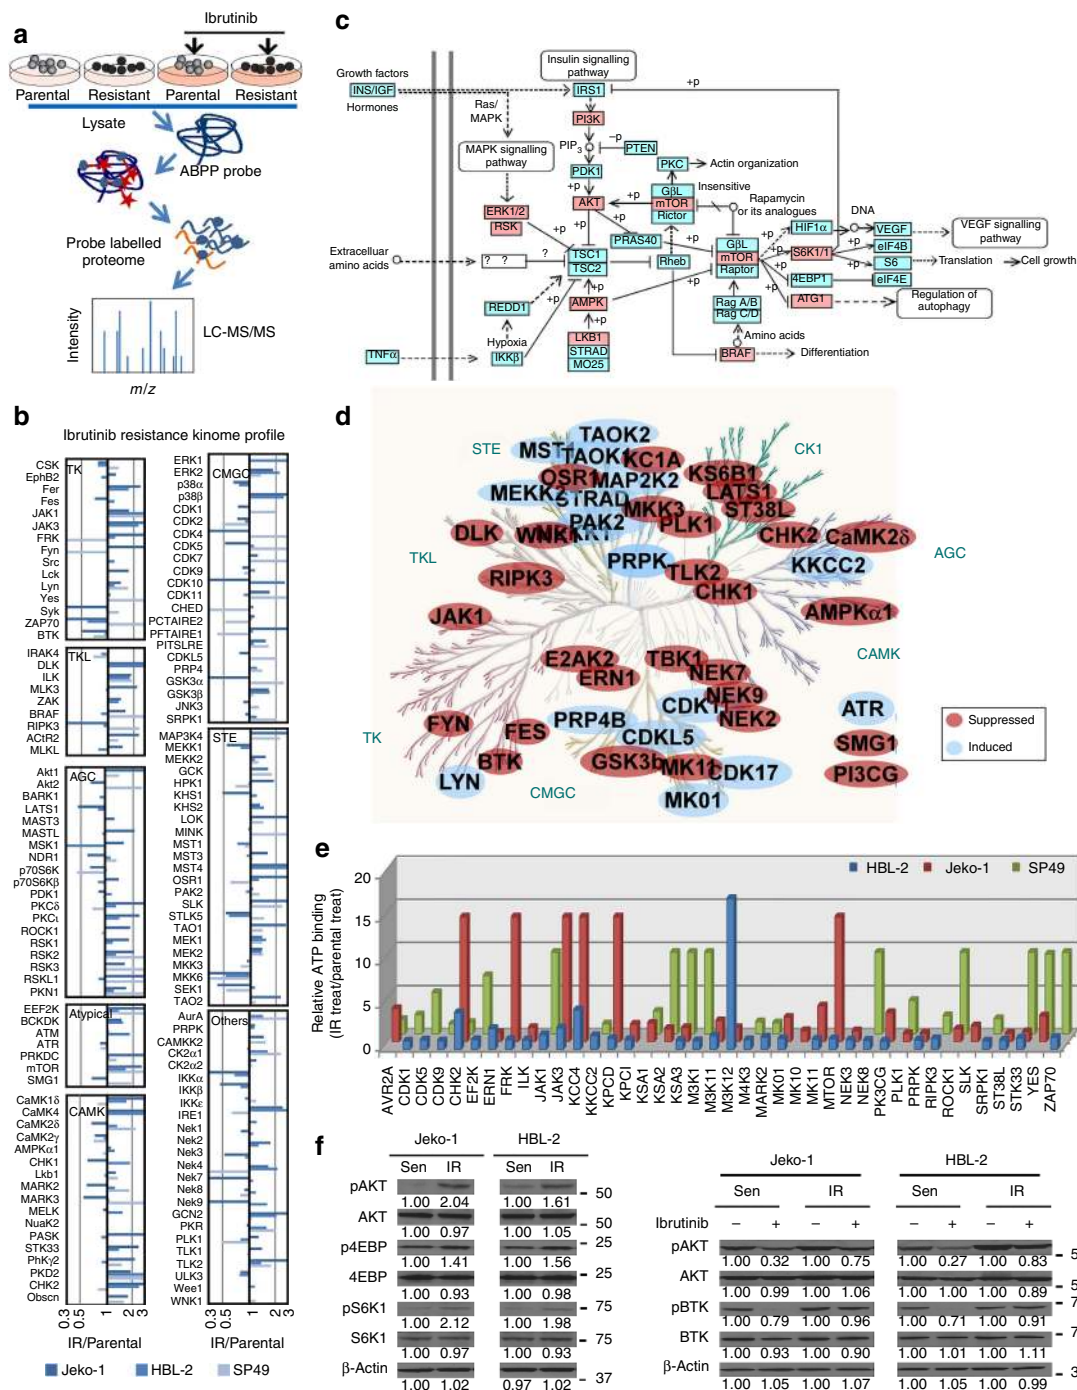 a
Ibrutinib
Parental
Resistant
Parental
Resistant
Lysate
ABPP probe
Probe labelled
proteome
Intensity
LC-MS/MS
m/z
b
Ibrutinib resistance kinome profile
TK
CSK
EphB2
Fer
Fes
JAK1
JAK3
FRK
Fyn
Src
Lck
Lyn
Yes
Syk
ZAP70
BTK
TKL
IRAK4
DLK
ILK
MLK3
ZAK
BRAF
RIPK3
ACtR2
MLKL
AGC
Akt1
Akt2
BARK1
LATS1
MAST3
MASTL
MSK1
NDR1
p70S6K
p70S6Kβ
PDK1
PKCδ
PKCι
ROCK1
RSK1
RSK2
RSK3
RSKL1
PKN1
Atypical
EEF2K
BCKDK
ATM
ATR
PRKDC
mTOR
SMG1
CAMK
CaMK1δ
CaMK4
CaMK2δ
CaMK2γ
AMPKα1
CHK1
Lkb1
MARK2
MARK3
MELK
NuaK2
PASK
STK33
PhKγ2
PKD2
CHK2
Obscn
CMGC
ERK1
ERK2
p38α
p38β
CDK1
CDK2
CDK4
CDK5
CDK7
CDK9
CDK10
CDK11
CHED
PCTAIRE2
PFTAIRE1
PITSLRE
CDKL5
PRP4
GSK3α
GSK3β
JNK3
SRPK1
STE
MAP3K4
MEKK1
MEKK2
GCK
HPK1
KHS1
KHS2
LOK
MINK
MST1
MST3
MST4
OSR1
PAK2
SLK
STLK5
TAO1
MEK1
MEK2
MKK3
MKK6
SEK1
TAO2
Others
AurA
PRPK
CAMKK2
CK2α1
CK2α2
IKKα
IKKβ
IKKε
IRE1
Nek1
Nek2
Nek3
Nek4
Nek7
Nek8
Nek9
GCN2
PKR
PLK1
TLK1
TLK2
ULK3
Wee1
WNK1
0.3
0.5
1
2
3
0.3
0.5
1
2
3
IR/Parental
IR/Parental
Jeko-1
HBL-2
SP49
c
Growth factors
INS/IGF
Hormones
Ras/
MAPK
Insulin signalling
pathway
IRS1
+p
PI3K
MAPK signalling
pathway
PIP3
–p
PTEN
PDK1
+p
PKC
Actin organization
GβL
mTOR
Rictor
Insensitive
Rapamycin
or its analogues
ERK1/2
RSK
+p
AKT
+p
+p
+p
PRAS40
+p
Extracelluar
amino acids
? ?
?
TSC1
TSC2
Rheb
GβL
mTOR
Raptor
+p
+p
+p
+p
HIF1α
DNA
VEGF
VEGF signalling
pathway
S6K1/1
+p
+p
eIF4B
S6
Translation
Cell growth
4EBP1
eIF4E
ATG1
Regulation of
autophagy
REDD1
+p
+p
AMPK
+p
+p
Hypoxia
IKKβ
TNFα
LKB1
STRAD
MO25
Rag A/B
Rag C/D
Amino acids
BRAF
Differentiation
d
STE
CK1
TKL
AGC
CAMK
TK
CMGC
TAOK2
MST
TAOK1
KC1A
OSR1
MAP2K2
KS6B1
MEKK2
STRAD
LATS1
MKK3
ST38L
PAK2
PLK1
DLK
CHK2
CaMK2δ
PRPK
KKCC2
RIPK3
TLK2
CHK1
JAK1
AMPKα1
E2AK2
TBK1
ERN1
NEK7
NEK9
CDK1
NEK2
ATR
PRP4B
FYN
FES
CDKL5
SMG1
BTK
GSK3b
MK11
CDK17
PI3CG
LYN
MK01
Suppressed
Induced
e
HBL-2
Jeko-1
SP49
Relative ATP binding
(IR treat/parental treat)
20
15
10
5
0
AVR2A
CDK1
CDK5
CDK9
CHK2
EF2K
ERN1
FRK
ILK
JAK1
JAK3
KCC4
KKCC2
KPCD
KPCI
KSA1
KSA2
KSA3
M3K1
M3K11
M3K12
M4K3
MARK2
MK01
MK10
MK11
MTOR
NEK3
NEK8
PK3CG
PLK1
PRPK
RIPK3
ROCK1
SLK
SRPK1
ST38L
STK33
YES
ZAP70
f
Jeko-1
HBL-2
Sen
IR
Sen
IR
pAKT
50
1.00 2.04 1.00 1.61
AKT
50
1.00 0.97 1.00 1.05
p4EBP
25
1.00 1.41 1.00 1.56
4EBP
25
1.00 0.93 1.00 0.98
pS6K1
75
1.00 2.12 1.00 1.98
S6K1
75
1.00 0.97 1.00 0.93
β-Actin
37
1.00 1.02 0.97 1.02
Jeko-1
HBL-2
Sen
IR
Sen
IR
Ibrutinib
– + – + – + – +
pAKT
5
1.00 0.32 1.00 0.75 1.00 0.27 1.00 0.83
AKT
5
1.00 0.99 1.00 1.06 1.00 1.00 1.00 0.89
pBTK
7
1.00 0.79 1.00 0.96 1.00 0.71 1.00 0.91
BTK
7
1.00 0.93 1.00 0.90 1.00 1.01 1.00 1.11
β-Actin
3
1.00 1.05 1.00 1.07 1.00 1.05 1.00 0.99